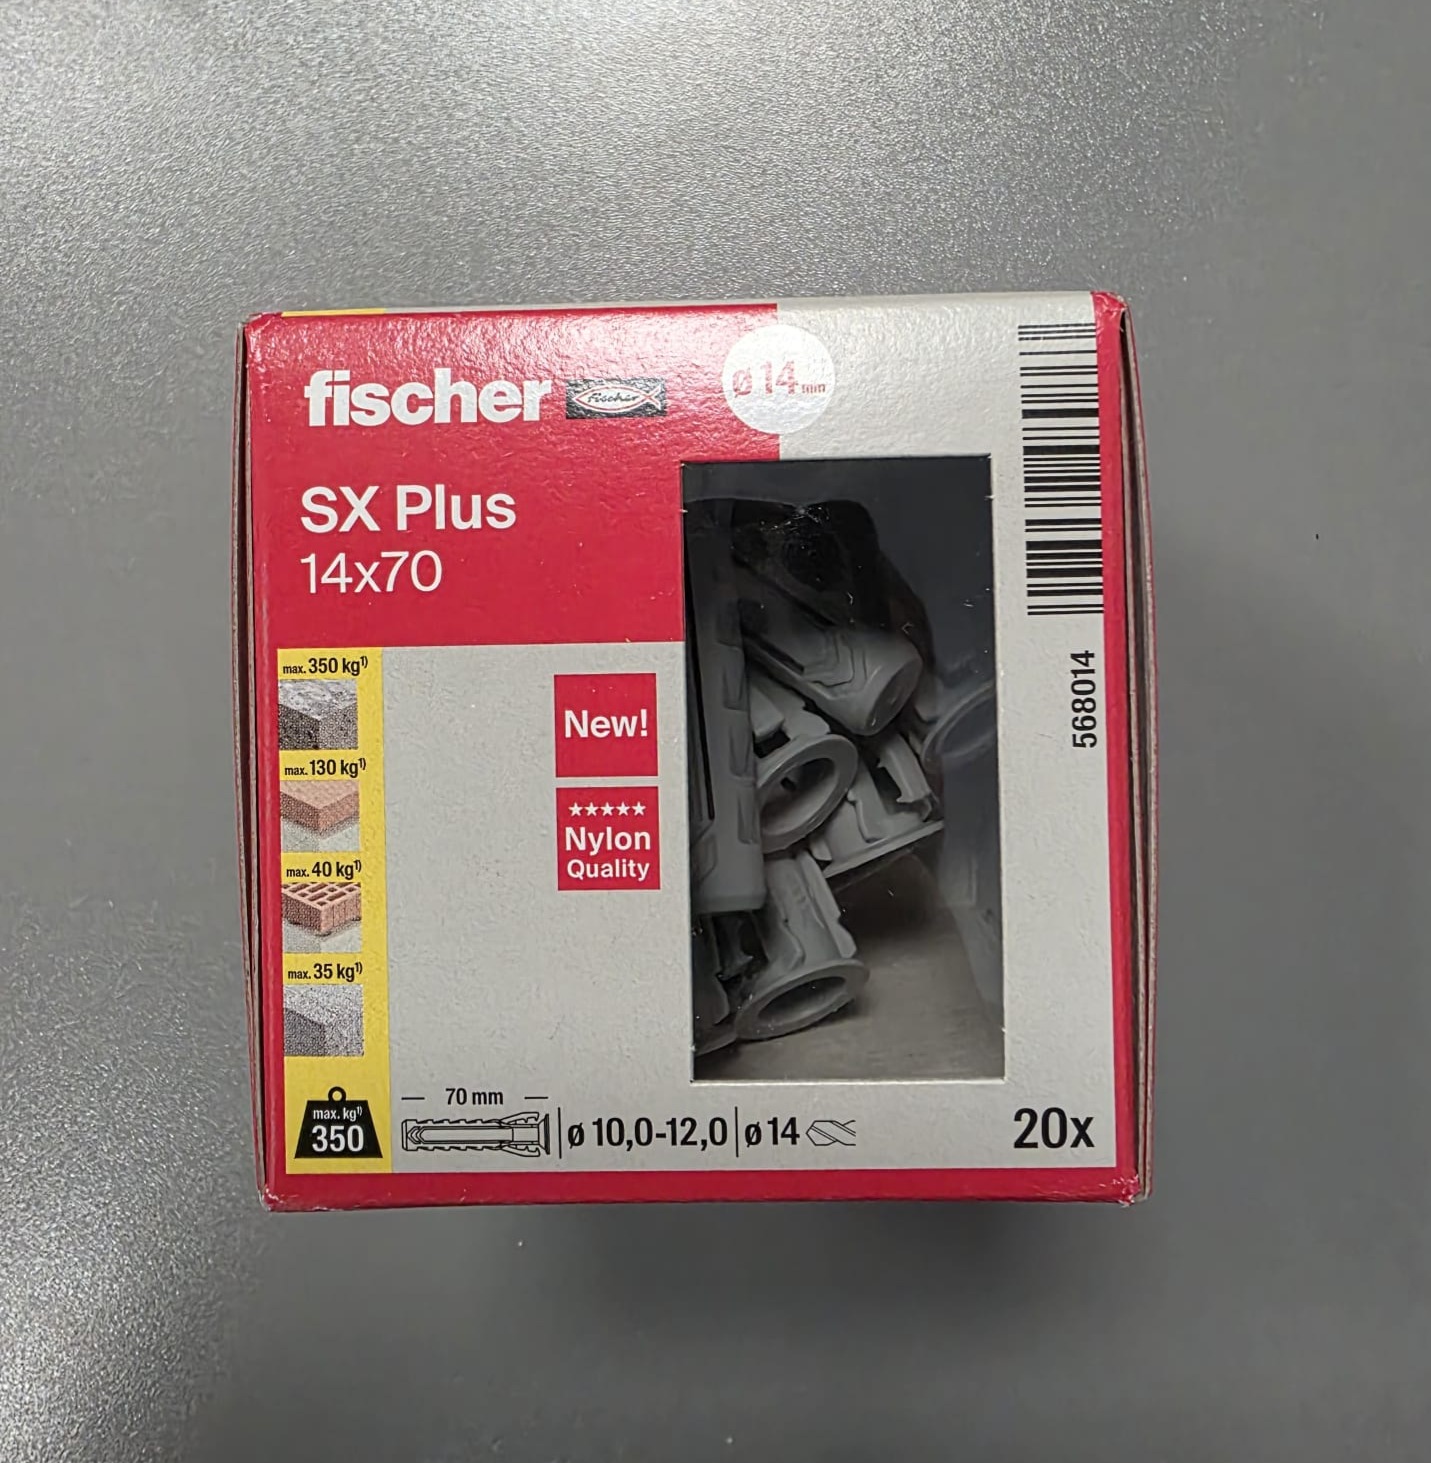 fischer
fischer
ø 14 mm
SX Plus
14x70
max. 350 kg¹⁾
max. 130 kg¹⁾
max. 40 kg¹⁾
max. 35 kg¹⁾
New!
★★★★★
Nylon
Quality
568014
max. kg¹⁾
350
70 mm
ø 10,0-12,0
ø 14
20x